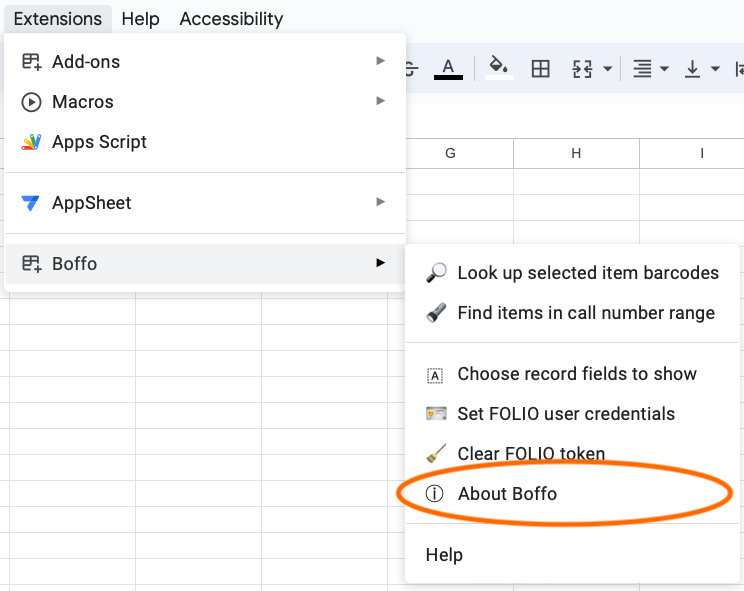 Extensions Help Accessibility
Add-ons
Macros
Apps Script
AppSheet
Boffo
A
G H I
Look up selected item barcodes
Find items in call number range
A Choose record fields to show
Set FOLIO user credentials
Clear FOLIO token
About Boffo
Help